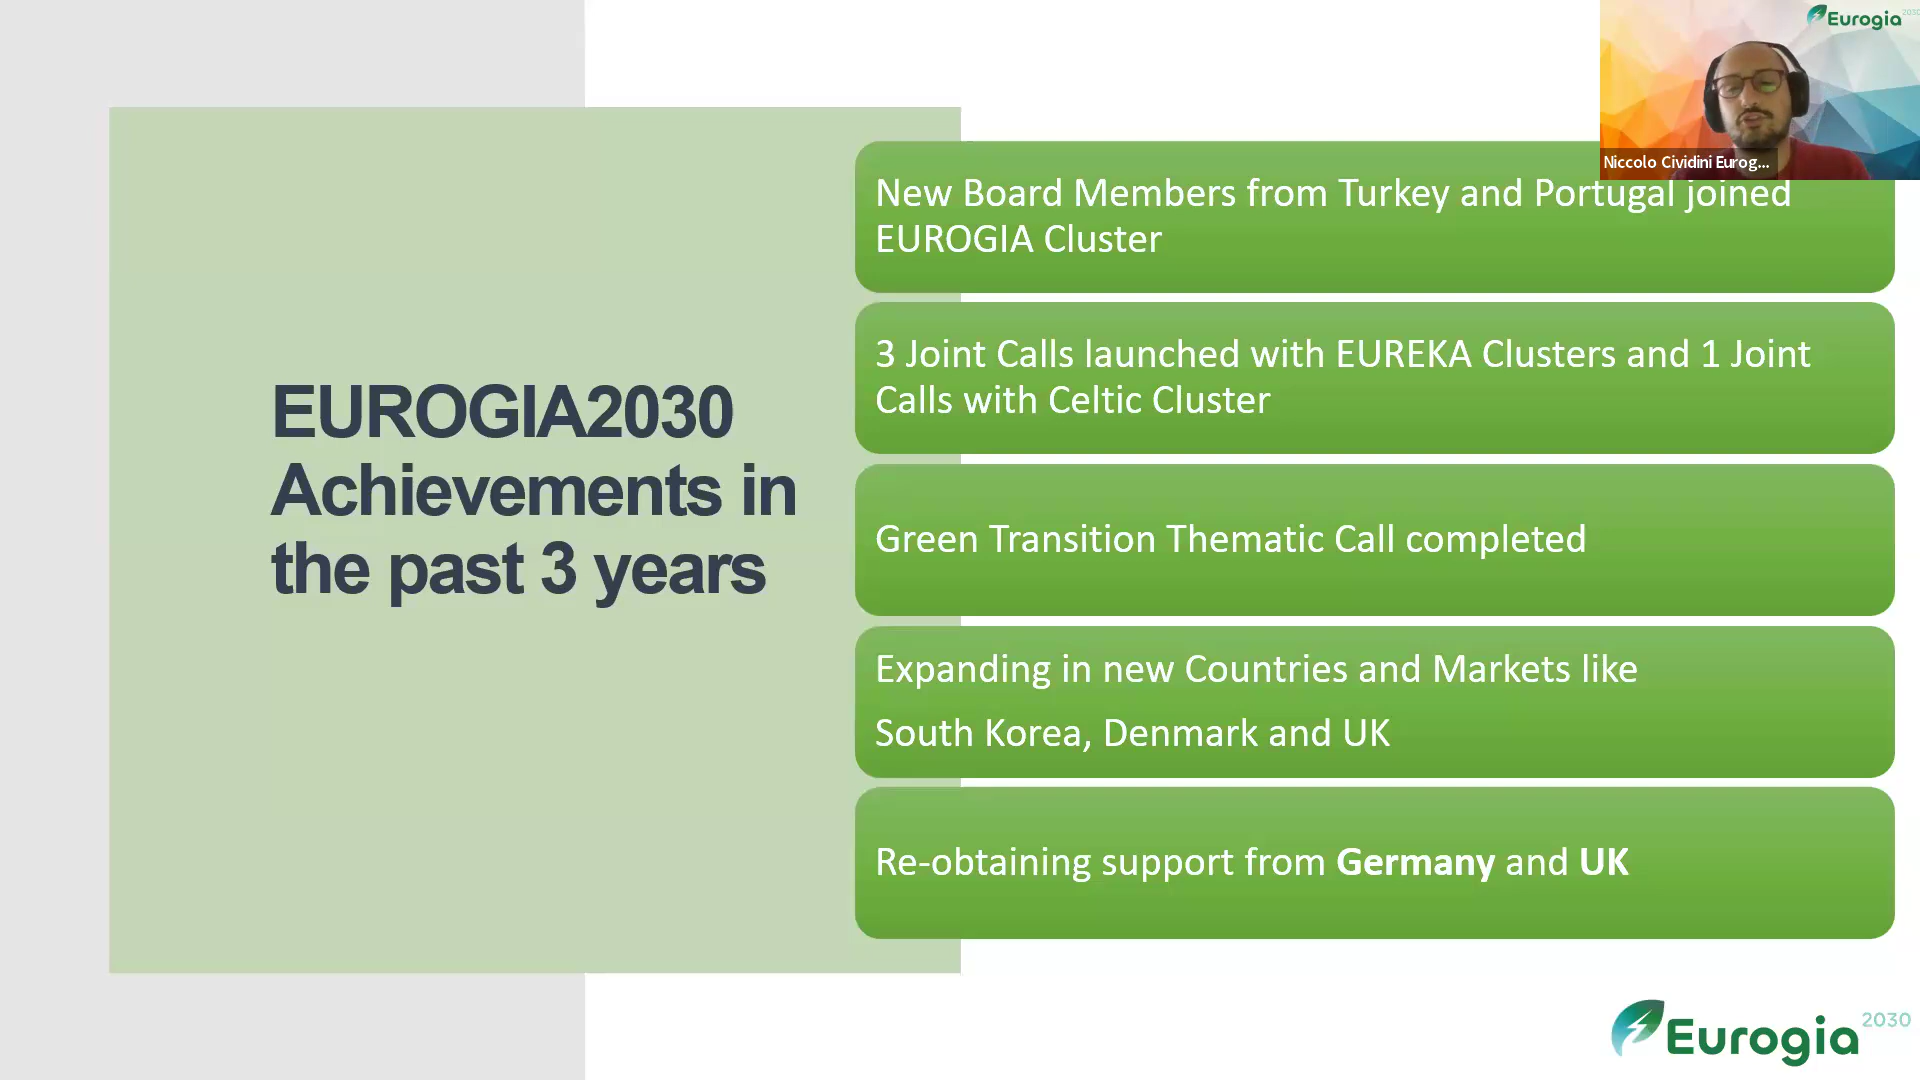 Eurogia 2030
Niccolo Cividini Eurog...
New Board Members from Turkey and Portugal joined
EUROGIA Cluster
3 Joint Calls launched with EUREKA Clusters and 1 Joint
Calls with Celtic Cluster
EUROGIA2030
Achievements in
the past 3 years
Green Transition Thematic Call completed
Expanding in new Countries and Markets like
South Korea, Denmark and UK
Re-obtaining support from Germany and UK
Eurogia 2030